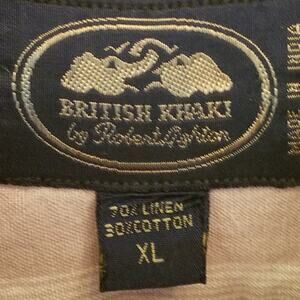 BRITISH KHAKI
by Robert Lighton
MADE IN INDIA
70% LINEN
30% COTTON
XL